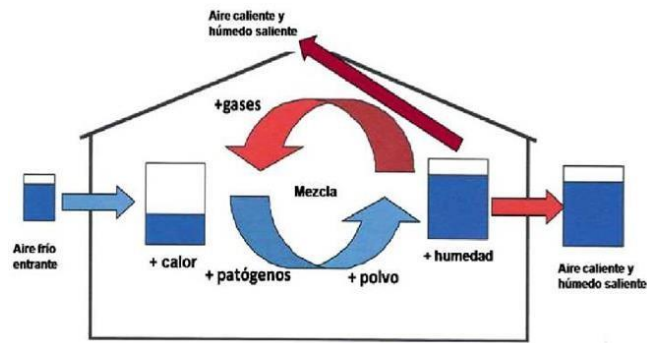 Aire caliente y
húmedo saliente
+gases
Mezcla
Aire frío
entrante
+ calor
+ patógenos
+ polvo
+ humedad
Aire caliente y
húmedo saliente